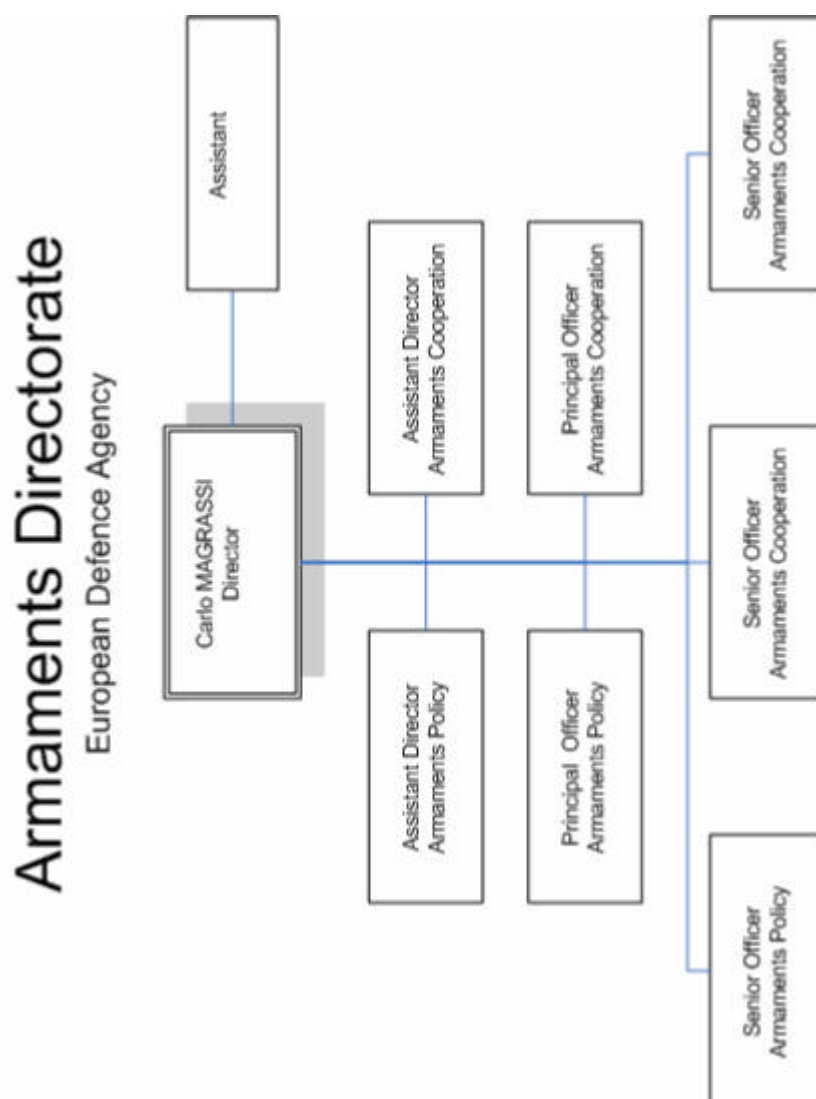 Armaments Directorate
European Defence Agency
Carlo MAGRASSI
Director
Assistant
Assistant Director
Armaments Policy
Assistant Director
Armaments Cooperation
Principal Officer
Armaments Policy
Principal Officer
Armaments Cooperation
Senior Officer
Armaments Policy
Senior Officer
Armaments Cooperation
Senior Officer
Armaments Cooperation